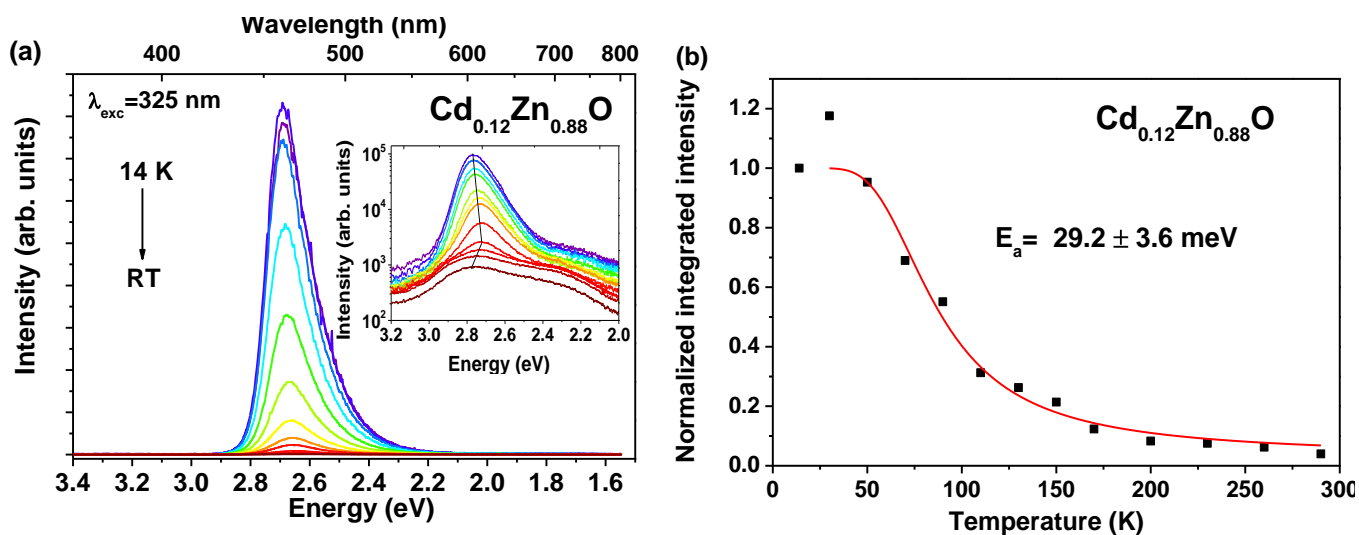 (a)
Wavelength (nm)
400 500 600 700 800
λexc=325 nm
Cd0.12Zn0.88O
14 K
RT
Intensity (arb. units)
3.4 3.2 3.0 2.8 2.6 2.4 2.2 2.0 1.8 1.6
Energy (eV)
10^5
10^4
10^3
10^2
Intensity (arb. units)
3.2 3.0 2.8 2.6 2.4 2.2 2.0
Energy (eV)
(b)
Normalized integrated intensity
1.2
1.0
0.8
0.6
0.4
0.2
0.0
Cd0.12Zn0.88O
Ea= 29.2 ± 3.6 meV
0 50 100 150 200 250 300
Temperature (K)